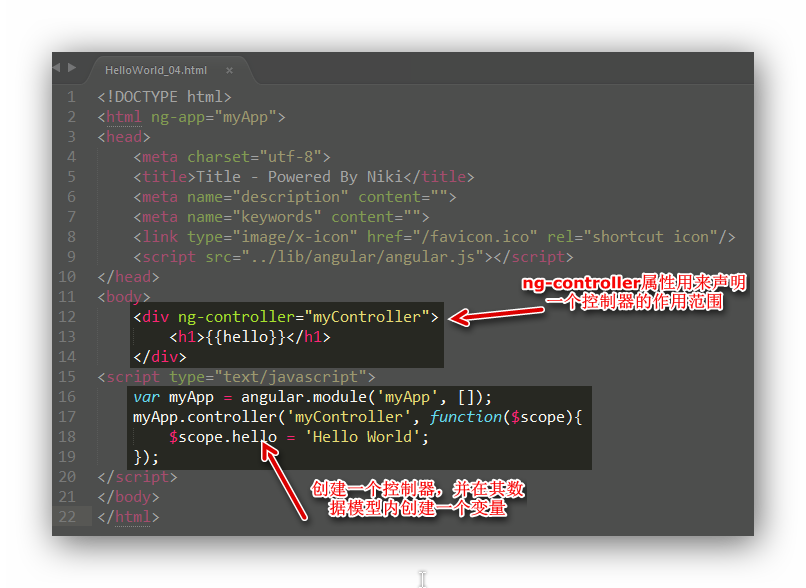 HelloWorld_04.html ×
1 <!DOCTYPE html>
2 <html ng-app="myApp">
3 <head>
4 <meta charset="utf-8">
5 <title>Title - Powered By Niki</title>
6 <meta name="description" content="">
7 <meta name="keywords" content="">
8 <link type="image/x-icon" href="/favicon.ico" rel="shortcut icon"/>
9 <script src="../lib/angular/angular.js"></script>
10 </head>
11 <body>
ng-controller属性用来声明
一个控制器的作用范围
12 <div ng-controller="myController">
13 <h1>{{hello}}</h1>
14 </div>
15 <script type="text/javascript">
16 var myApp = angular.module('myApp', []);
17 myApp.controller('myController', function($scope){
18 $scope.hello = 'Hello World';
19 });
20 </script>
创建一个控制器，并在其数
据模型内创建一个变量
21 </body>
22 </html>